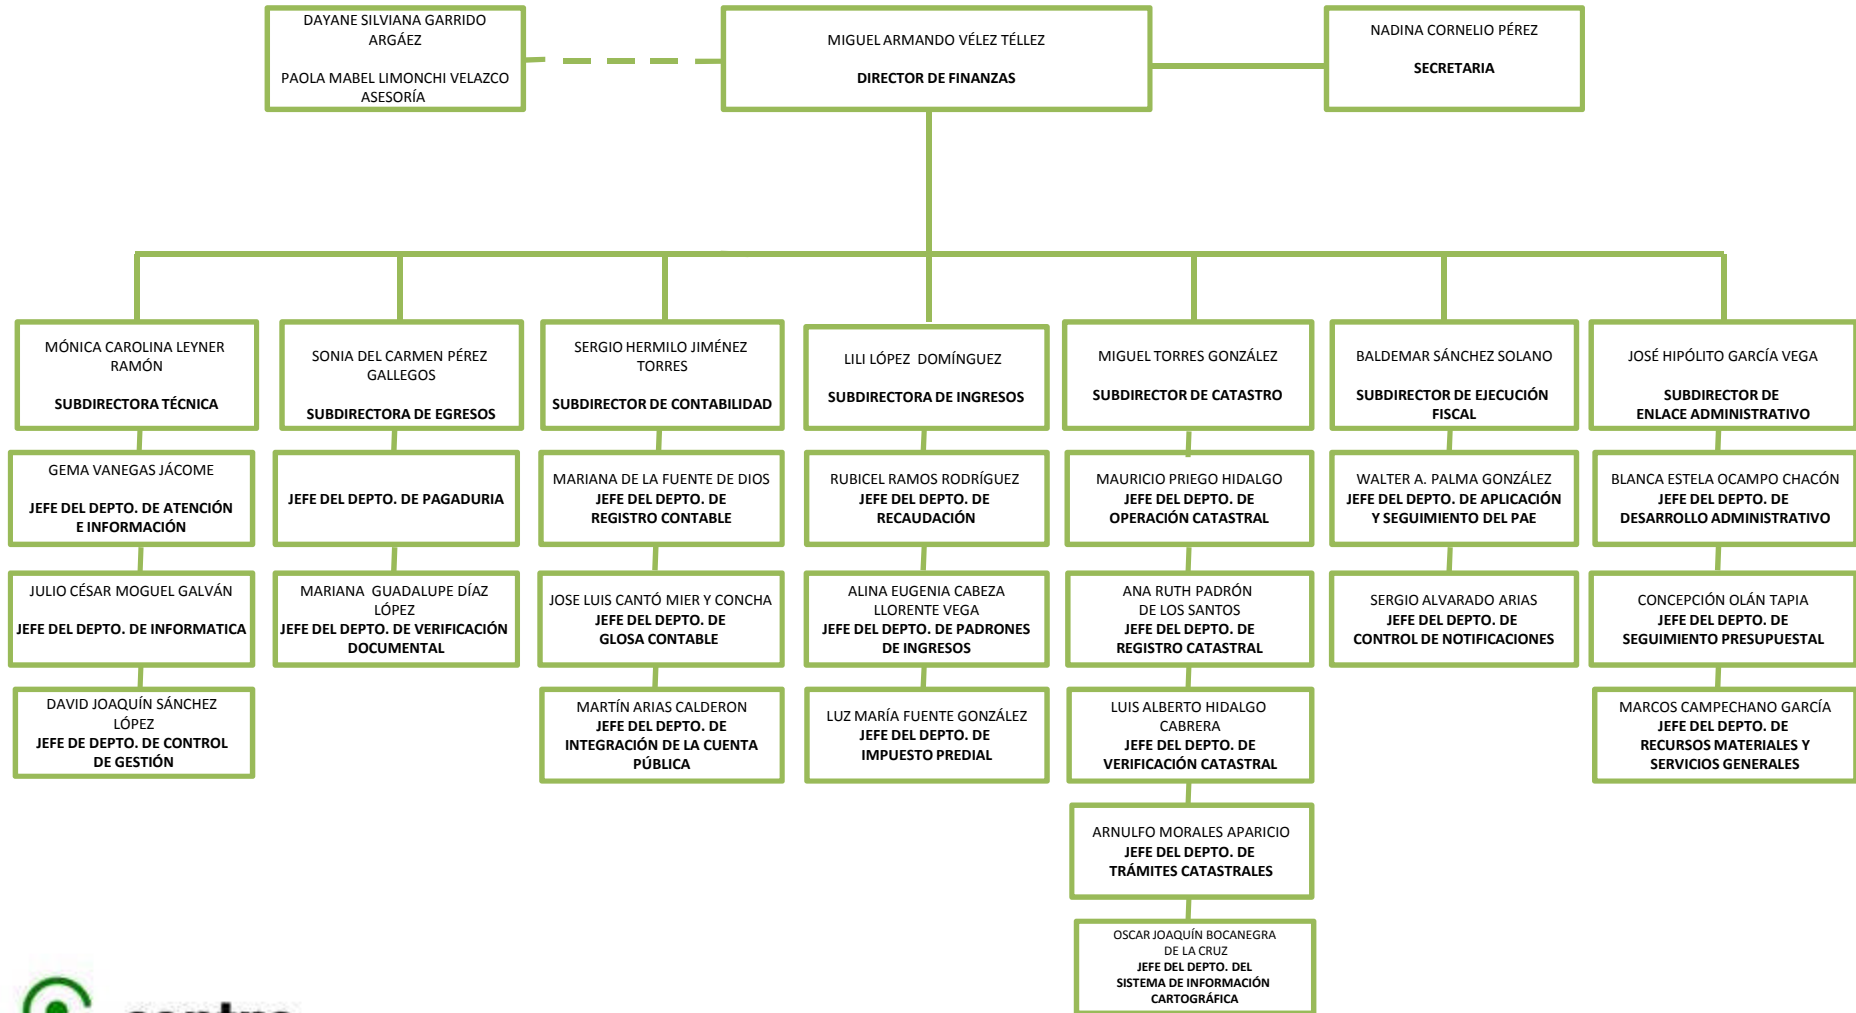 DAYANE SILVIANA GARRIDO
ARGÁEZ
PAOLA MABEL LIMONCHI VELAZCO
ASESORÍA
MIGUEL ARMANDO VÉLEZ TÉLLEZ
DIRECTOR DE FINANZAS
NADINA CORNELIO PÉREZ
SECRETARIA
MÓNICA CAROLINA LEYNER
RAMÓN
SUBDIRECTORA TÉCNICA
SONIA DEL CARMEN PÉREZ
GALLEGOS
SUBDIRECTORA DE EGRESOS
SERGIO HERMILO JIMÉNEZ
TORRES
SUBDIRECTOR DE CONTABILIDAD
LILI LÓPEZ DOMÍNGUEZ
SUBDIRECTORA DE INGRESOS
MIGUEL TORRES GONZÁLEZ
SUBDIRECTOR DE CATASTRO
BALDEMAR SÁNCHEZ SOLANO
SUBDIRECTOR DE EJECUCIÓN
FISCAL
JOSÉ HIPÓLITO GARCÍA VEGA
SUBDIRECTOR DE
ENLACE ADMINISTRATIVO
GEMA VANEGAS JÁCOME
JEFE DEL DEPTO. DE ATENCIÓN
E INFORMACIÓN
JEFE DEL DEPTO. DE PAGADURIA
MARIANA DE LA FUENTE DE DIOS
JEFE DEL DEPTO. DE
REGISTRO CONTABLE
RUBICEL RAMOS RODRÍGUEZ
JEFE DEL DEPTO. DE
RECAUDACIÓN
MAURICIO PRIEGO HIDALGO
JEFE DEL DEPTO. DE
OPERACIÓN CATASTRAL
WALTER A. PALMA GONZÁLEZ
JEFE DEL DEPTO. DE APLICACIÓN
Y SEGUIMIENTO DEL PAE
BLANCA ESTELA OCAMPO CHACÓN
JEFE DEL DEPTO. DE
DESARROLLO ADMINISTRATIVO
JULIO CÉSAR MOGUEL GALVÁN
JEFE DEL DEPTO. DE INFORMATICA
MARIANA GUADALUPE DÍAZ
LÓPEZ
JEFE DEL DEPTO. DE VERIFICACIÓN
DOCUMENTAL
JOSE LUIS CANTÓ MIER Y CONCHA
JEFE DEL DEPTO. DE
GLOSA CONTABLE
ALINA EUGENIA CABEZA
LLORENTE VEGA
JEFE DEL DEPTO. DE PADRONES
DE INGRESOS
ANA RUTH PADRÓN
DE LOS SANTOS
JEFE DEL DEPTO. DE
REGISTRO CATASTRAL
SERGIO ALVARADO ARIAS
JEFE DEL DEPTO. DE
CONTROL DE NOTIFICACIONES
CONCEPCIÓN OLÁN TAPIA
JEFE DEL DEPTO. DE
SEGUIMIENTO PRESUPUESTAL
DAVID JOAQUÍN SÁNCHEZ
LÓPEZ
JEFE DE DEPTO. DE CONTROL
DE GESTIÓN
MARTÍN ARIAS CALDERON
JEFE DEL DEPTO. DE
INTEGRACIÓN DE LA CUENTA
PÚBLICA
LUZ MARÍA FUENTE GONZÁLEZ
JEFE DEL DEPTO. DE
IMPUESTO PREDIAL
LUIS ALBERTO HIDALGO
CABRERA
JEFE DEL DEPTO. DE
VERIFICACIÓN CATASTRAL
MARCOS CAMPECHANO GARCÍA
JEFE DEL DEPTO. DE
RECURSOS MATERIALES Y
SERVICIOS GENERALES
ARNULFO MORALES APARICIO
JEFE DEL DEPTO. DE
TRÁMITES CATASTRALES
OSCAR JOAQUÍN BOCANEGRA
DE LA CRUZ
JEFE DEL DEPTO. DEL
SISTEMA DE INFORMACIÓN
CARTOGRÁFICA